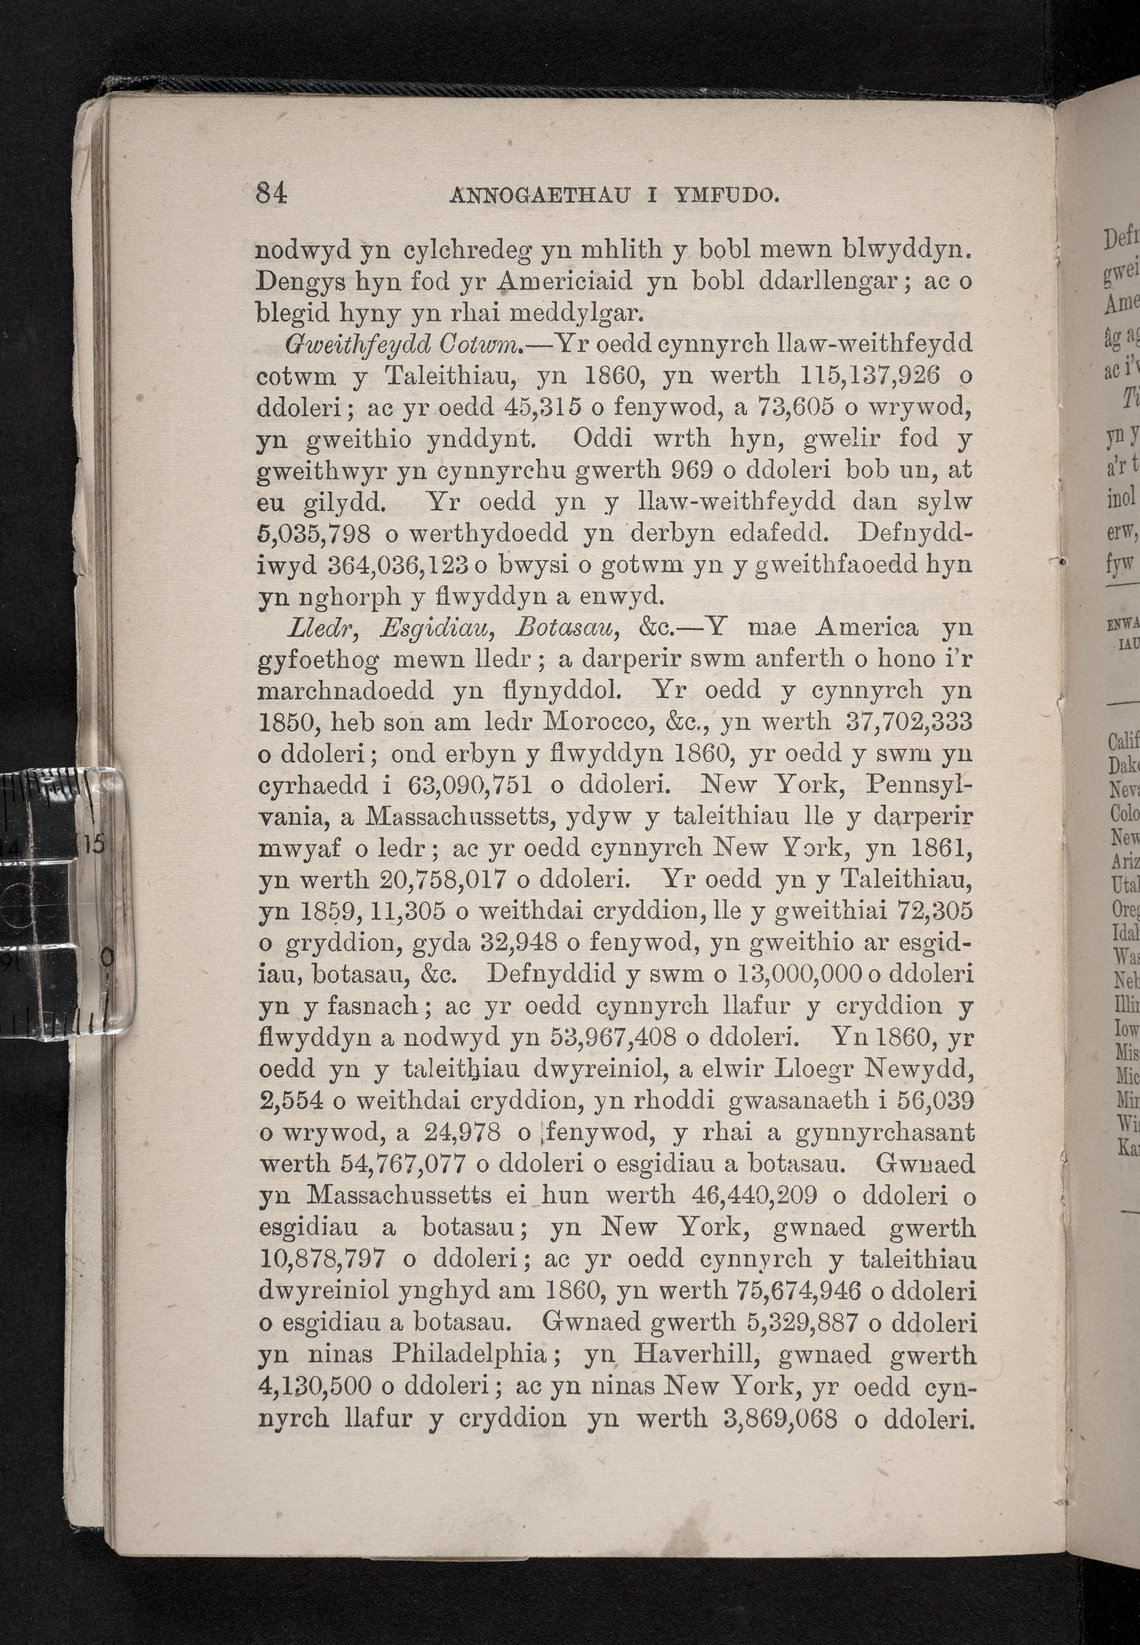 84 ANNOGAETHAU I YMFUDO.
nodwyd yn cylchredeg yn mhlith y bobl mewn blwyddyn.
Dengys hyn fod yr Americiaid yn bobl ddarllengar; ac o
blegid hyny yn rhai meddylgar.
Gweithfeydd Cotwm.—Yr oedd cynnyrch llaw-weithfeydd
cotwm y Taleithiau, yn 1860, yn werth 115,137,926 o
ddoleri; ac yr oedd 45,315 o fenywod, a 73,605 o wrywod,
yn gweithio ynddynt. Oddi wrth hyn, gwelir fod y
gweithwyr yn cynnyrchu gwerth 969 o ddoleri bob un, at
eu gilydd. Yr oedd yn y llaw-weithfeydd dan sylw
5,035,798 o werthydoedd yn derbyn edafedd. Defnydd-
iwyd 364,036,123 o bwysi o gotwm yn y gweithfaoedd hyn
yn nghorph y flwyddyn a enwyd.
Lledr, Esgidiau, Botasau, &c.—Y mae America yn
gyfoethog mewn lledr; a darperir swm anferth o hono i'r
marchnadoedd yn flynyddol. Yr oedd y cynnyrch yn
1850, heb son am ledr Morocco, &c., yn werth 37,702,333
o ddoleri; ond erbyn y flwyddyn 1860, yr oedd y swm yn
cyrhaedd i 63,090,751 o ddoleri. New York, Pennsyl-
vania, a Massachussetts, ydyw y taleithiau lle y darperir
mwyaf o ledr; ac yr oedd cynnyrch New York, yn 1861,
yn werth 20,758,017 o ddoleri. Yr oedd yn y Taleithiau,
yn 1859, 11,305 o weithdai cryddion, lle y gweithiai 72,305
o gryddion, gyda 32,948 o fenywod, yn gweithio ar esgid-
iau, botasau, &c. Defnyddid y swm o 13,000,000 o ddoleri
yn y fasnach; ac yr oedd cynnyrch llafur y cryddion y
flwyddyn a nodwyd yn 53,967,408 o ddoleri. Yn 1860, yr
oedd yn y taleithiau dwyreiniol, a elwir Lloegr Newydd,
2,554 o weithdai cryddion, yn rhoddi gwasanaeth i 56,039
o wrywod, a 24,978 o fenywod, y rhai a gynnyrchasant
werth 54,767,077 o ddoleri o esgidiau a botasau. Gwnaed
yn Massachussetts ei hun werth 46,440,209 o ddoleri o
esgidiau a botasau; yn New York, gwnaed gwerth
10,878,797 o ddoleri; ac yr oedd cynnyrch y taleithiau
dwyreiniol ynghyd am 1860, yn werth 75,674,946 o ddoleri
o esgidiau a botasau. Gwnaed gwerth 5,329,887 o ddoleri
yn ninas Philadelphia; yn Haverhill, gwnaed gwerth
4,130,500 o ddoleri; ac yn ninas New York, yr oedd cyn-
nyrch llafur y cryddion yn werth 3,869,068 o ddoleri.